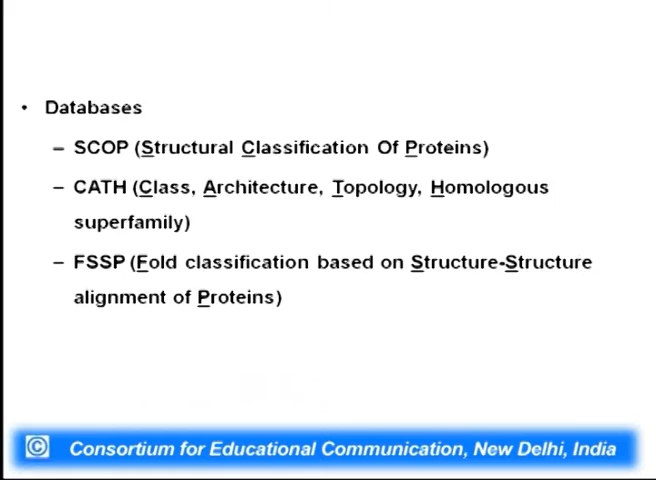 • Databases
– SCOP (Structural Classification Of Proteins)
– CATH (Class, Architecture, Topology, Homologous
superfamily)
– FSSP (Fold classification based on Structure-Structure
alignment of Proteins)
© Consortium for Educational Communication, New Delhi, India